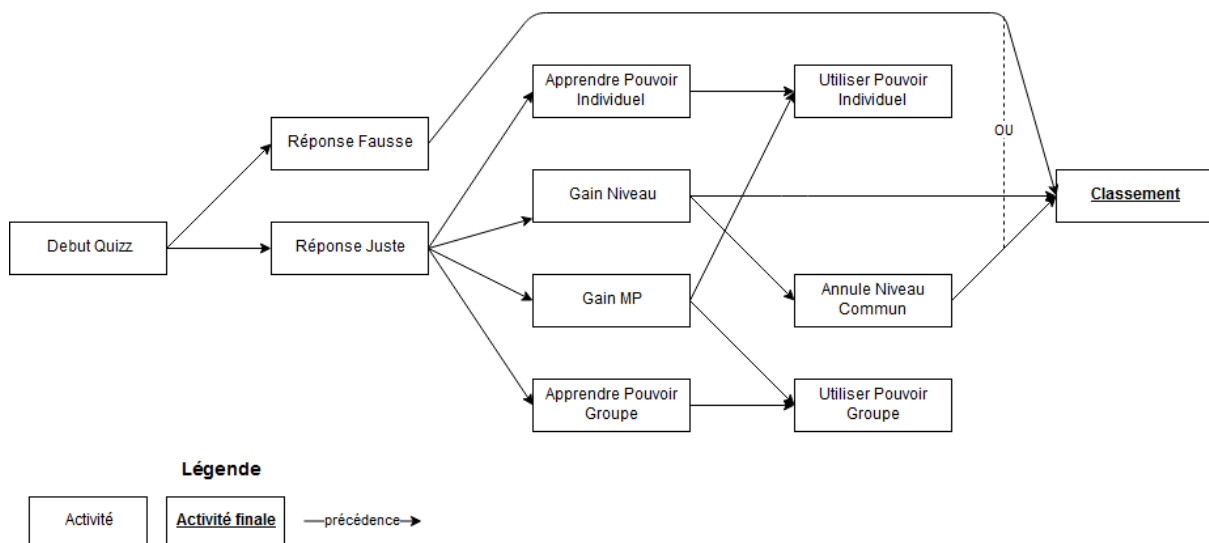 Apprendre Pouvoir
Individuel
Utiliser Pouvoir
Individuel
OU
Réponse Fausse
Gain Niveau
Classement
Debut Quizz
Réponse Juste
Gain MP
Annule Niveau
Commun
Apprendre Pouvoir
Groupe
Utiliser Pouvoir
Groupe
Légende
Activité
Activité finale
précédence